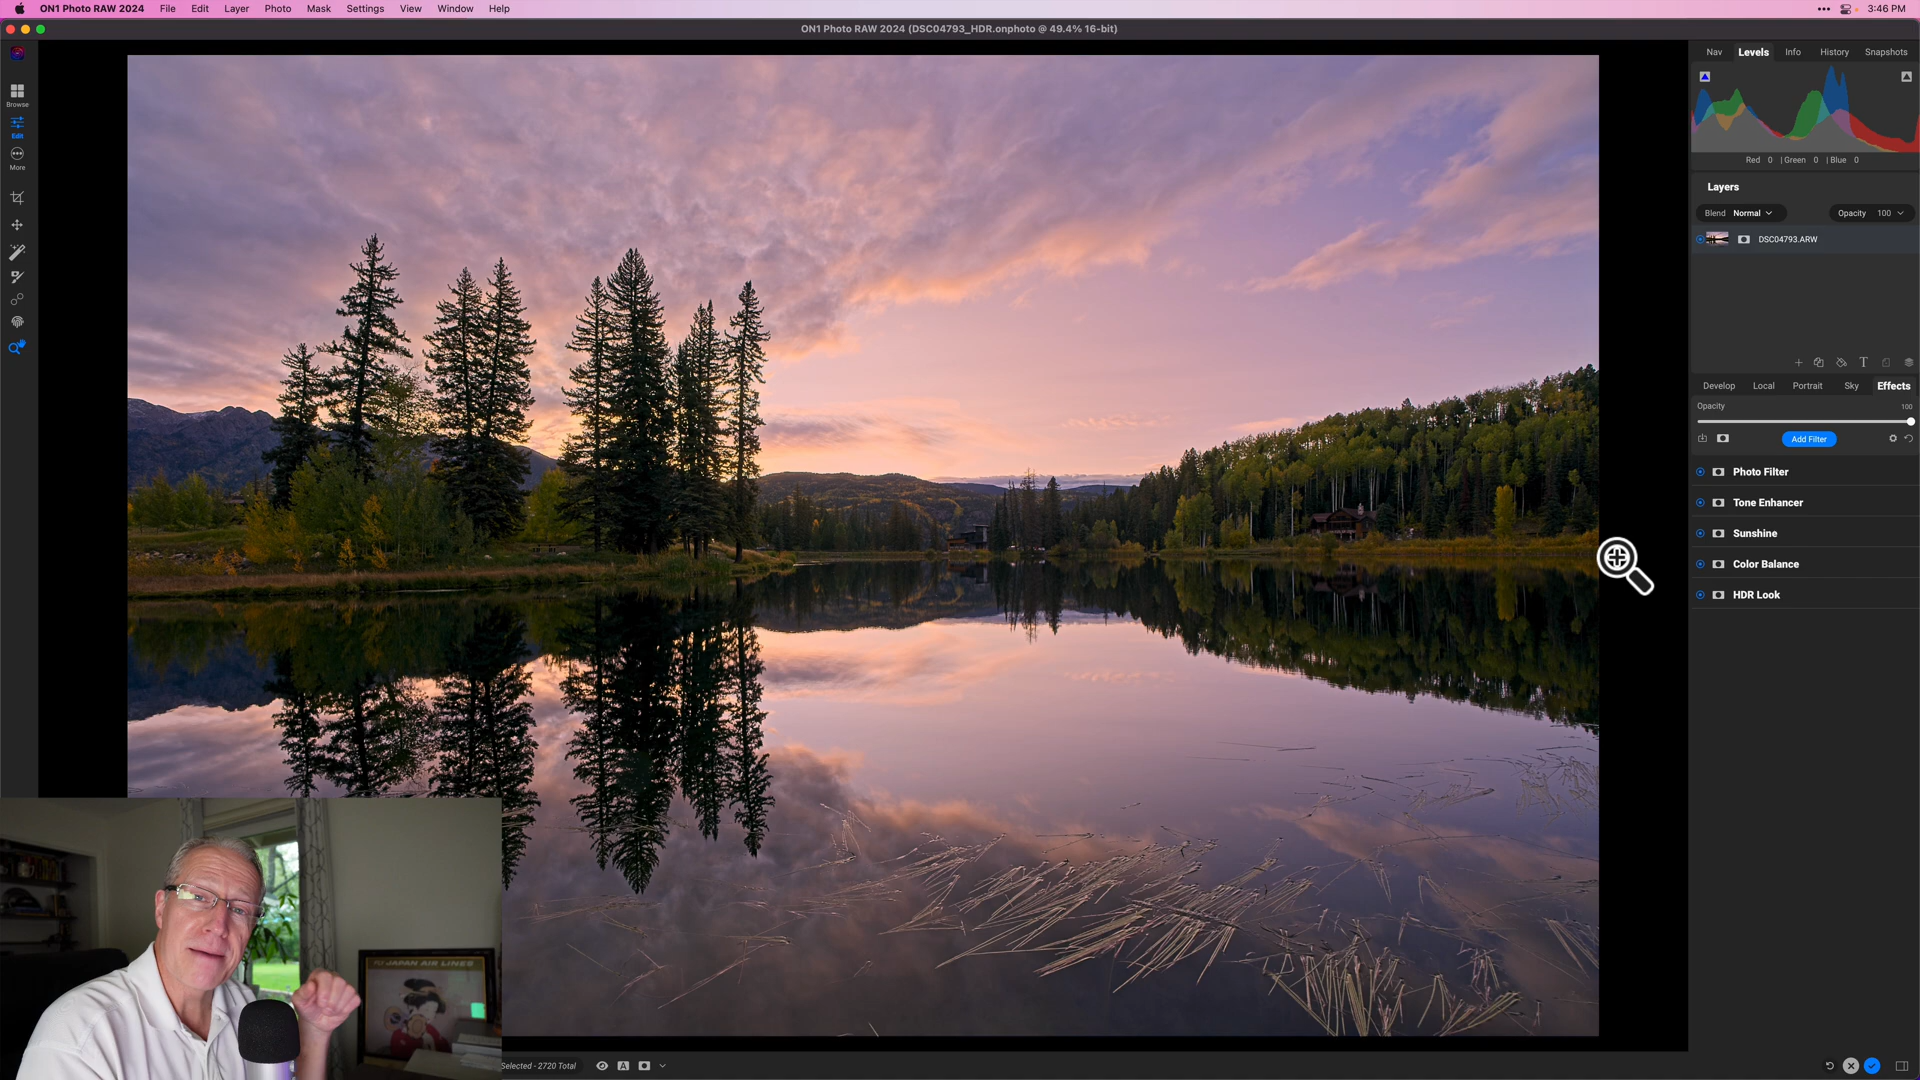 ON1 Photo RAW 2024 File Edit Layer Photo Mask Settings View Window Help 3:46 PM
ON1 Photo RAW 2024 (DSC04793_HDR.onphoto @ 49.4% 16-bit)
Nav Levels Info History Snapshots
Browse
Edit
More
Red 0 | Green 0 | Blue 0
Layers
Blend Normal Opacity 100
DSC04793.ARW
T
Develop Local Portrait Sky Effects
Opacity 100
Add Filter
Photo Filter
Tone Enhancer
Sunshine
Color Balance
HDR Look
JAPAN AIR LINES
Selected - 2720 Total
A